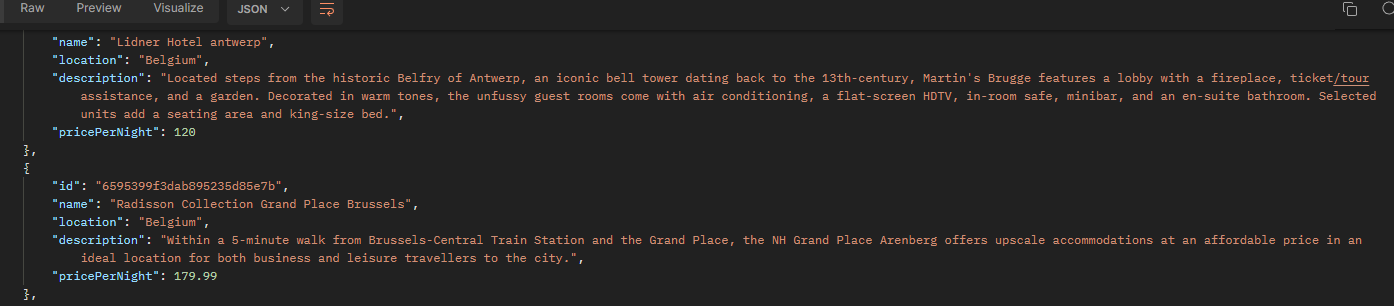 Raw Preview Visualize JSON
"name": "Lidner Hotel antwerp",
"location": "Belgium",
"description": "Located steps from the historic Belfry of Antwerp, an iconic bell tower dating back to the 13th-century, Martin's Brugge features a lobby with a fireplace, ticket/tour
assistance, and a garden. Decorated in warm tones, the unfussy guest rooms come with air conditioning, a flat-screen HDTV, in-room safe, minibar, and an en-suite bathroom. Selected
units add a seating area and king-size bed.",
"pricePerNight": 120
},
{
"id": "6595399f3dab895235d85e7b",
"name": "Radisson Collection Grand Place Brussels",
"location": "Belgium",
"description": "Within a 5-minute walk from Brussels-Central Train Station and the Grand Place, the NH Grand Place Arenberg offers upscale accommodations at an affordable price in an
ideal location for both business and leisure travellers to the city.",
"pricePerNight": 179.99
},